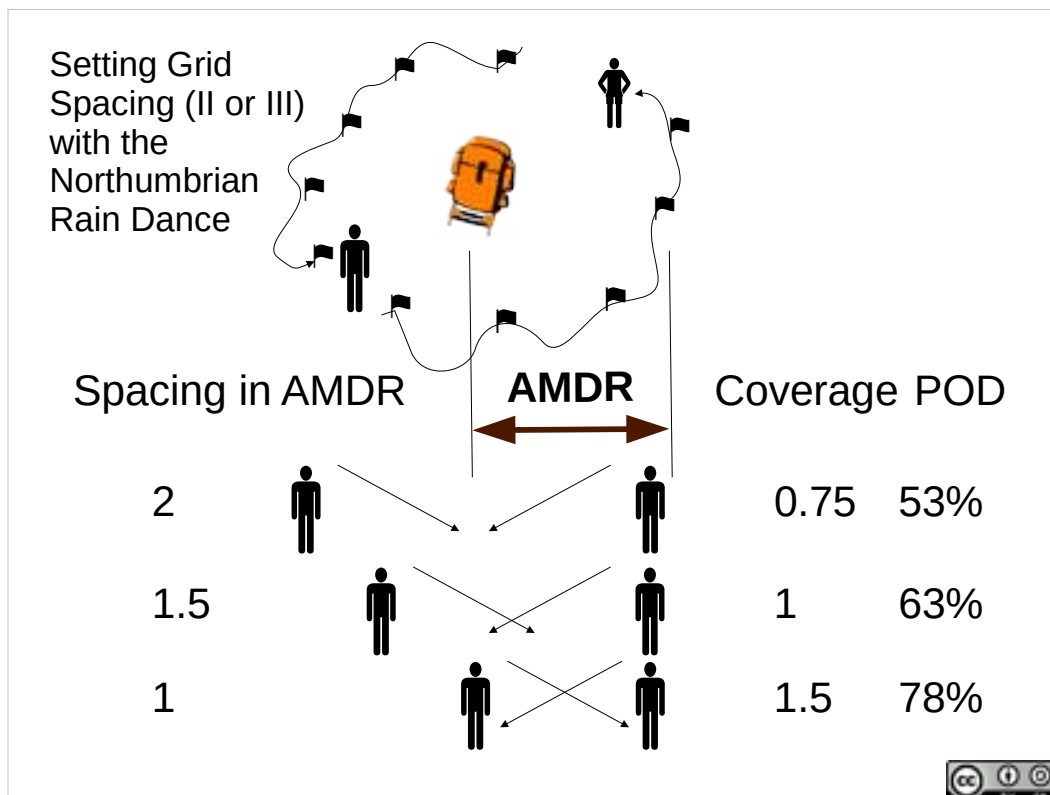 Setting Grid
Spacing (II or III)
with the
Northumbrian
Rain Dance
Spacing in AMDR AMDR Coverage POD
2 0.75 53%
1.5 1 63%
1 1.5 78%
cc